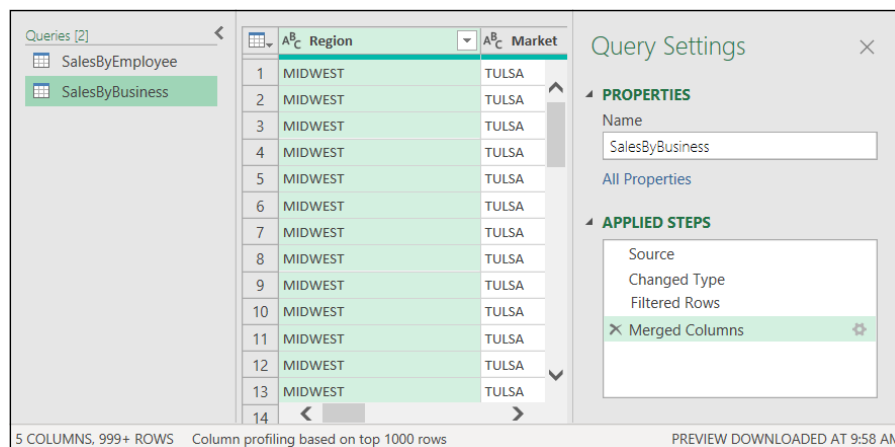 Queries [2]
SalesByEmployee
SalesByBusiness
ABC Region
ABC Market
1 MIDWEST TULSA
2 MIDWEST TULSA
3 MIDWEST TULSA
4 MIDWEST TULSA
5 MIDWEST TULSA
6 MIDWEST TULSA
7 MIDWEST TULSA
8 MIDWEST TULSA
9 MIDWEST TULSA
10 MIDWEST TULSA
11 MIDWEST TULSA
12 MIDWEST TULSA
13 MIDWEST TULSA
14
Query Settings
PROPERTIES
Name
SalesByBusiness
All Properties
APPLIED STEPS
Source
Changed Type
Filtered Rows
Merged Columns
5 COLUMNS, 999+ ROWS Column profiling based on top 1000 rows PREVIEW DOWNLOADED AT 9:58 AM